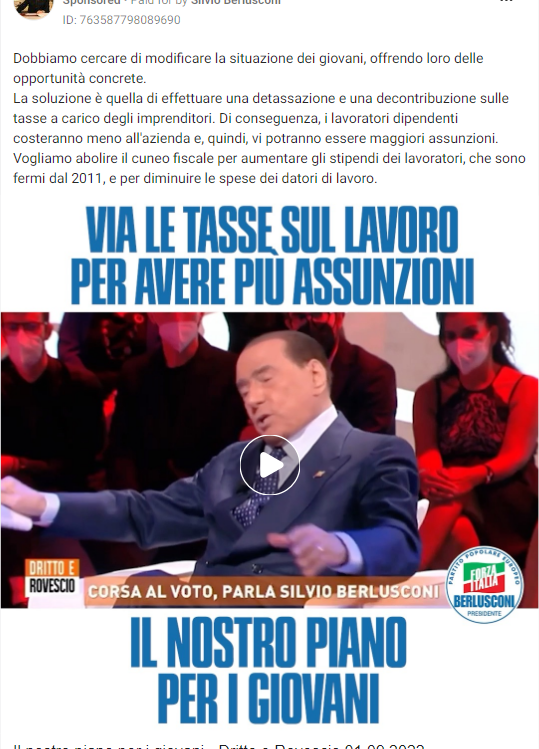 Sponsored • Paid for by Silvio Berlusconi
ID: 763587798089690
Dobbiamo cercare di modificare la situazione dei giovani, offrendo loro delle
opportunità concrete.
La soluzione è quella di effettuare una detassazione e una decontribuzione sulle
tasse a carico degli imprenditori. Di conseguenza, i lavoratori dipendenti
costeranno meno all'azienda e, quindi, vi potranno essere maggiori assunzioni.
Vogliamo abolire il cuneo fiscale per aumentare gli stipendi dei lavoratori, che sono
fermi dal 2011, e per diminuire le spese dei datori di lavoro.
VIA LE TASSE SUL LAVORO
PER AVERE PIÙ ASSUNZIONI
DRITTO E
ROVESCIO
CORSA AL VOTO, PARLA SILVIO BERLUSCONI
PARTITO POPOLARE EUROPEO
FORZA
ITALIA
BERLUSCONI
PRESIDENTE
IL NOSTRO PIANO
PER I GIOVANI
Il nostro piano per i giovani - Dritto e Rovescio 01.09.2022